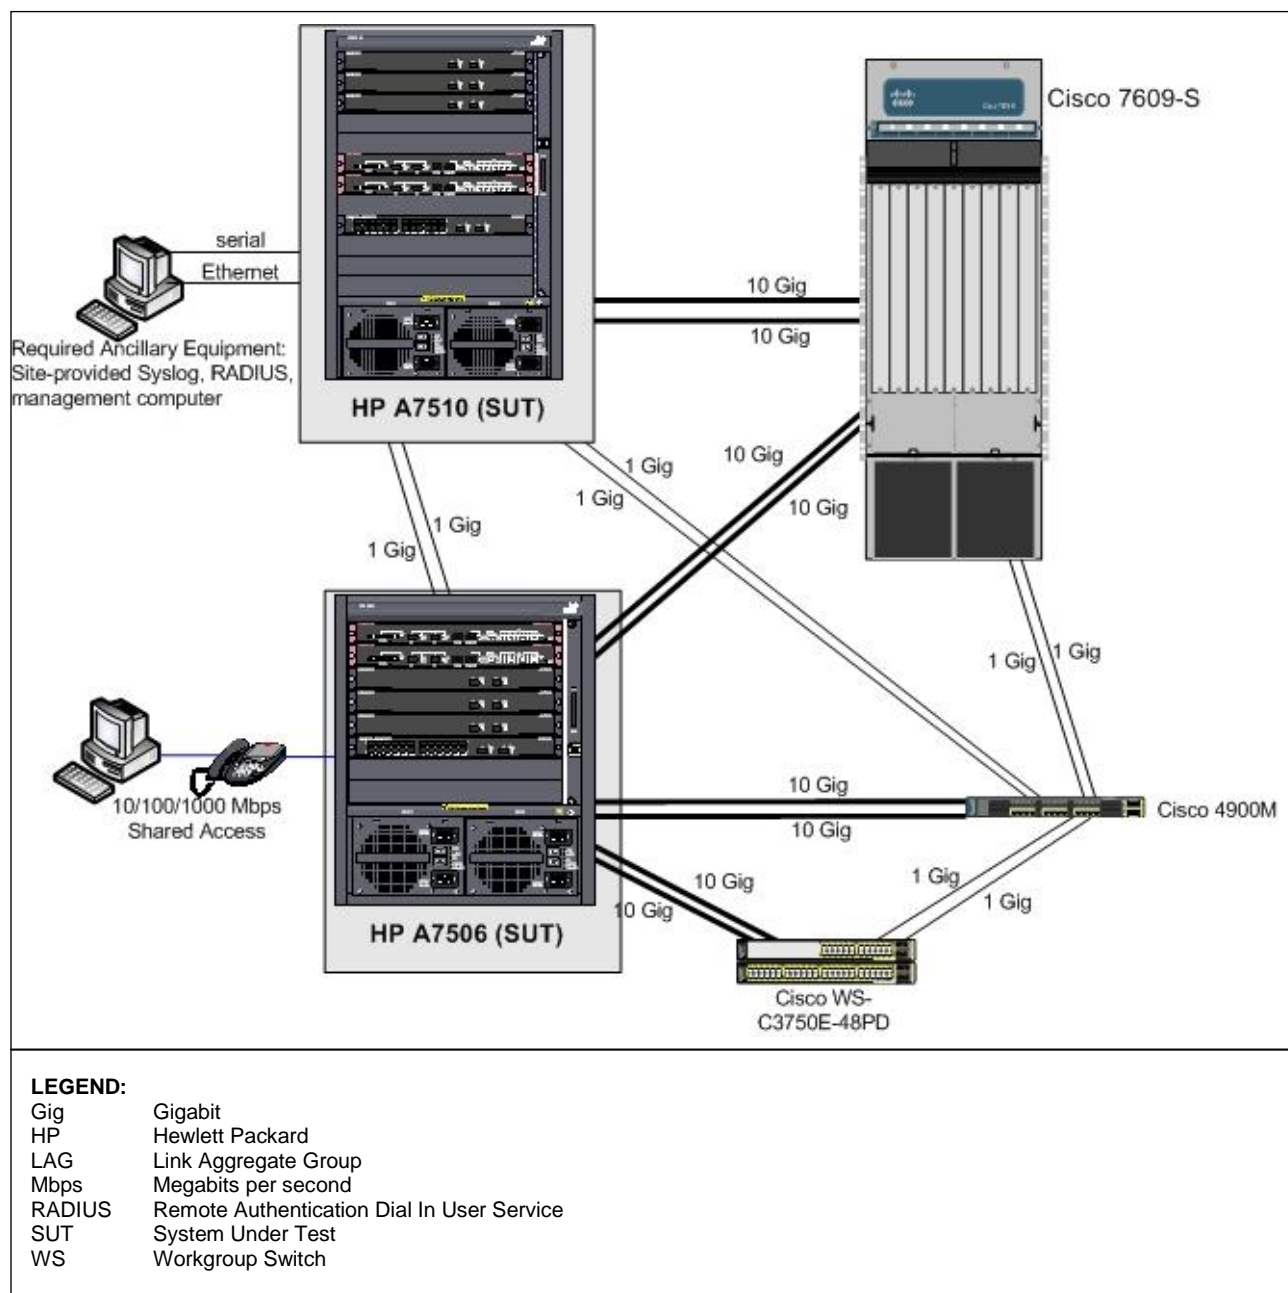 Cisco 7609-S
serial
Ethernet
10 Gig
10 Gig
Required Ancillary Equipment:
Site-provided Syslog, RADIUS,
management computer
HP A7510 (SUT)
10 Gig
1 Gig
1 Gig
10 Gig
1 Gig
1 Gig
1 Gig
1 Gig
10/100/1000 Mbps
Shared Access
10 Gig
10 Gig
Cisco 4900M
10 Gig
10 Gig
1 Gig
1 Gig
HP A7506 (SUT)
Cisco WS-
C3750E-48PD
LEGEND:
Gig Gigabit
HP Hewlett Packard
LAG Link Aggregate Group
Mbps Megabits per second
RADIUS Remote Authentication Dial In User Service
SUT System Under Test
WS Workgroup Switch